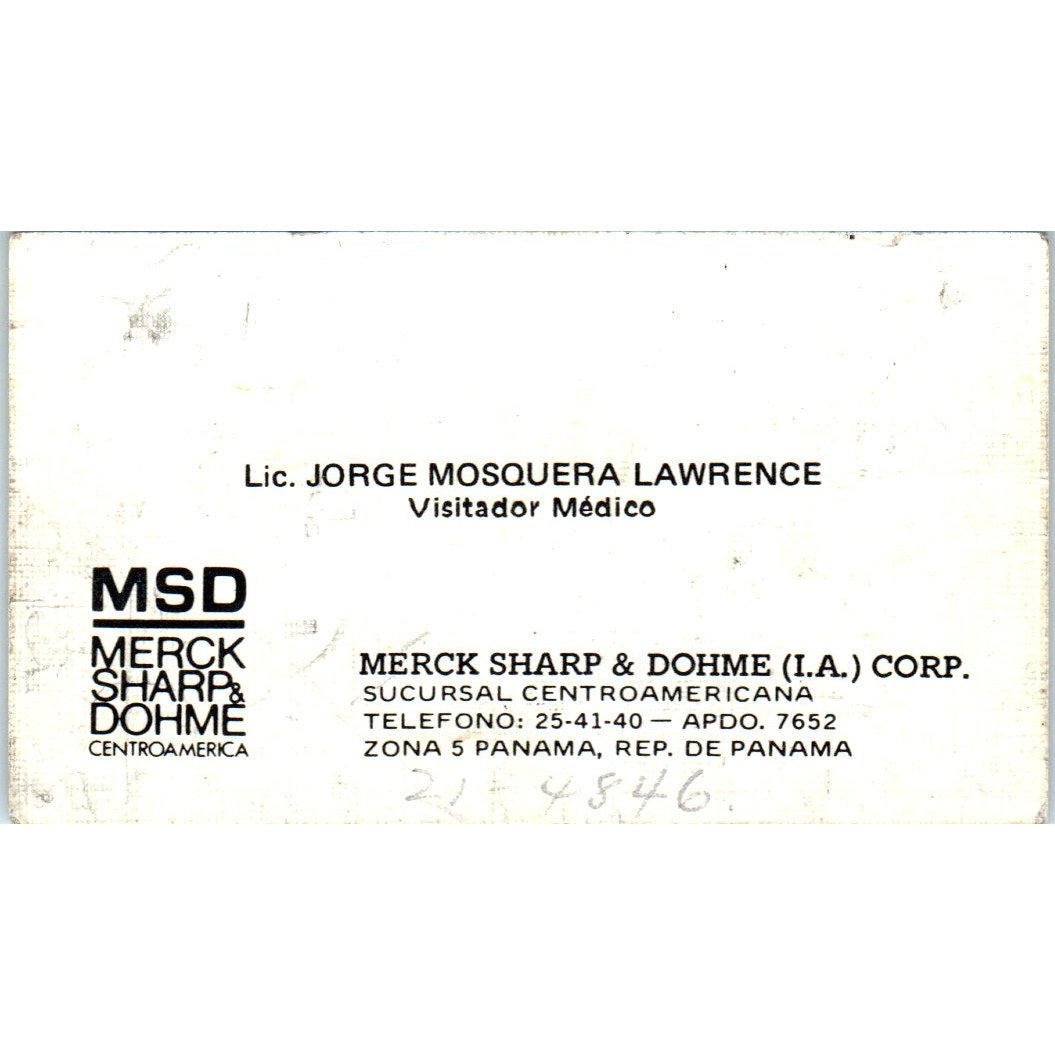 Lic. JORGE MOSQUERA LAWRENCE
Visitador Médico
MSD
MERCK
SHARP&
DOHME
CENTROAMERICA
MERCK SHARP & DOHME (I.A.) CORP.
SUCURSAL CENTROAMERICANA
TELEFONO: 25-41-40 — APDO. 7652
ZONA 5 PANAMA, REP. DE PANAMA
21-4846.